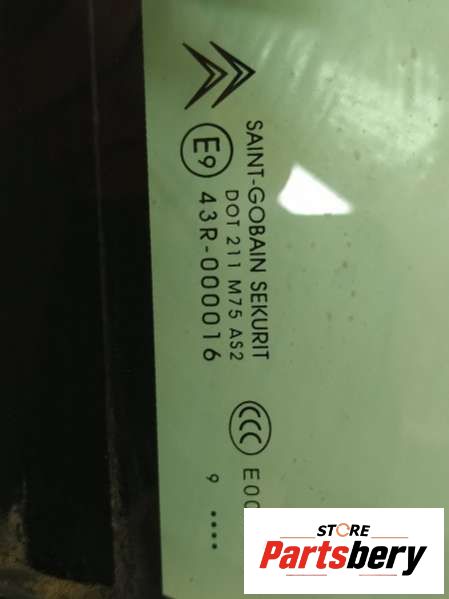 SAINT-GOBAIN SEKURIT
DOT 211 M75 AS2
E9 43R-000016
CCC E00
9 ....
STORE
Partsbery